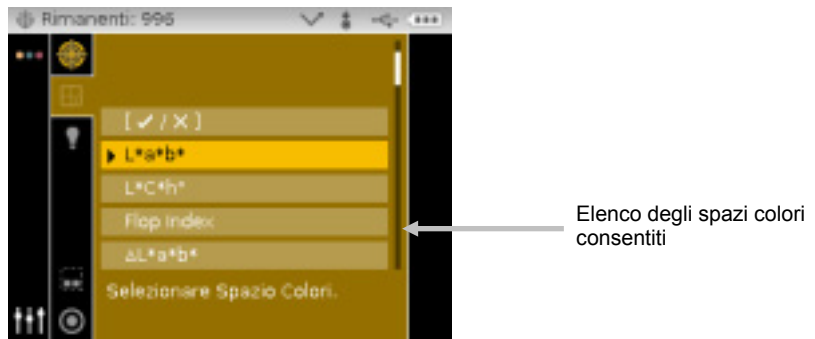 Rimanenti: 996
[ ✓ / X ]
L*a*b*
L*C*h°
Flop Index
ΔL*a*b*
Selezionare Spazio Colori.
Elenco degli spazi colori
consentiti